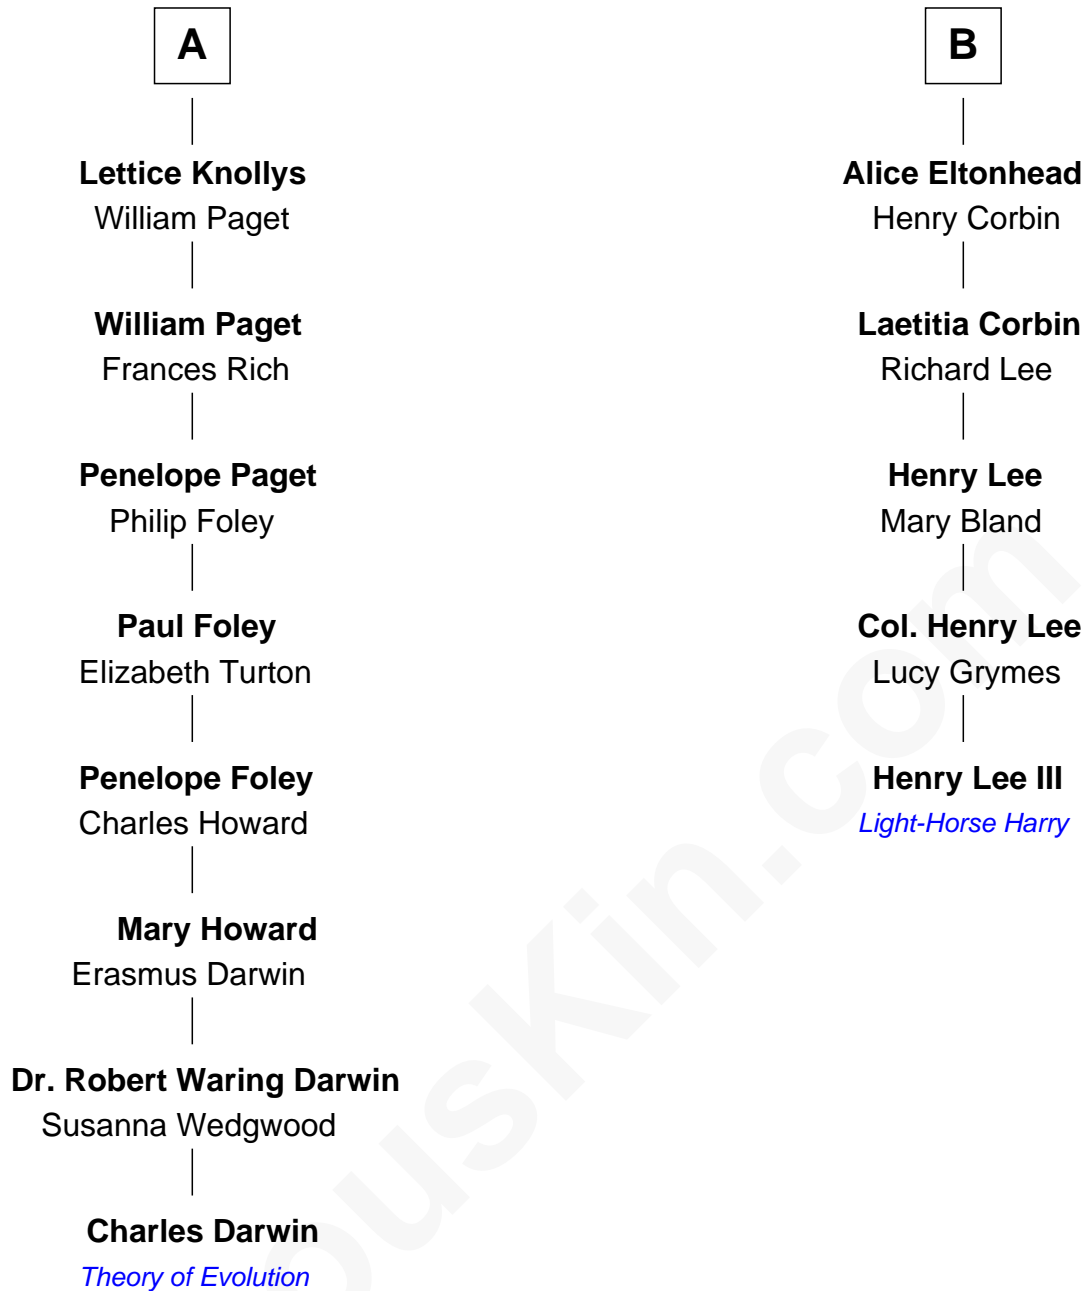 A
Lettice Knollys
William Paget
William Paget
Frances Rich
Penelope Paget
Philip Foley
Paul Foley
Elizabeth Turton
Penelope Foley
Charles Howard
Mary Howard
Erasmus Darwin
Dr. Robert Waring Darwin
Susanna Wedgwood
Charles Darwin
Theory of Evolution
B
Alice Eltonhead
Henry Corbin
Laetitia Corbin
Richard Lee
Henry Lee
Mary Bland
Col. Henry Lee
Lucy Grymes
Henry Lee III
Light-Horse Harry
ousKin.com